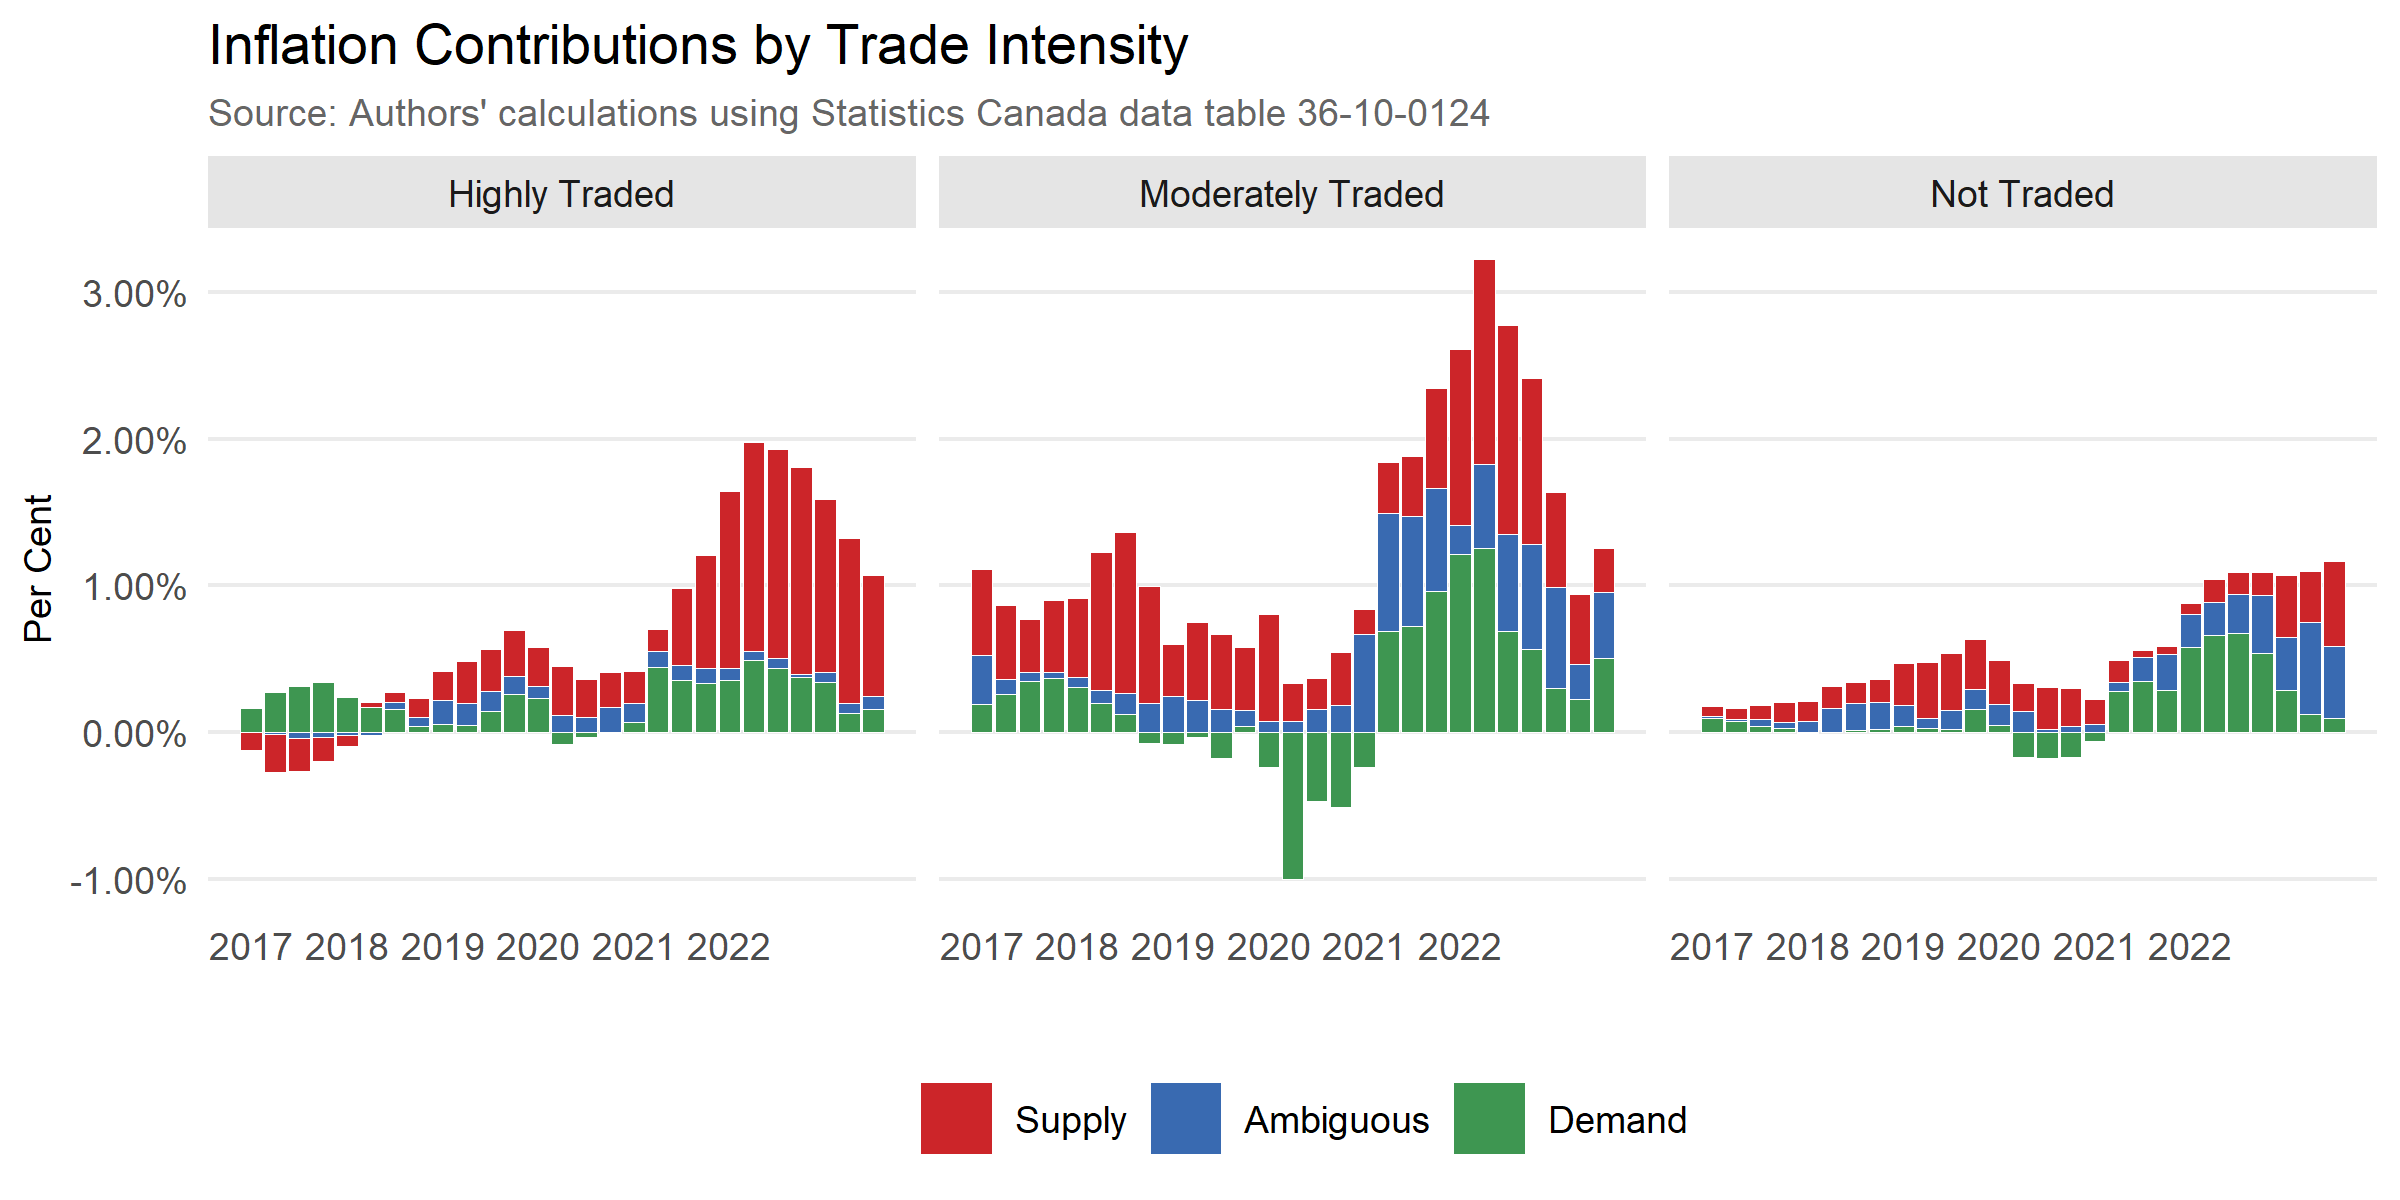 Inflation Contributions by Trade Intensity
Source: Authors' calculations using Statistics Canada data table 36-10-0124
Highly Traded
Moderately Traded
Not Traded
Per Cent
3.00%
2.00%
1.00%
0.00%
-1.00%
2017 2018 2019 2020 2021 2022
2017 2018 2019 2020 2021 2022
2017 2018 2019 2020 2021 2022
Supply
Ambiguous
Demand